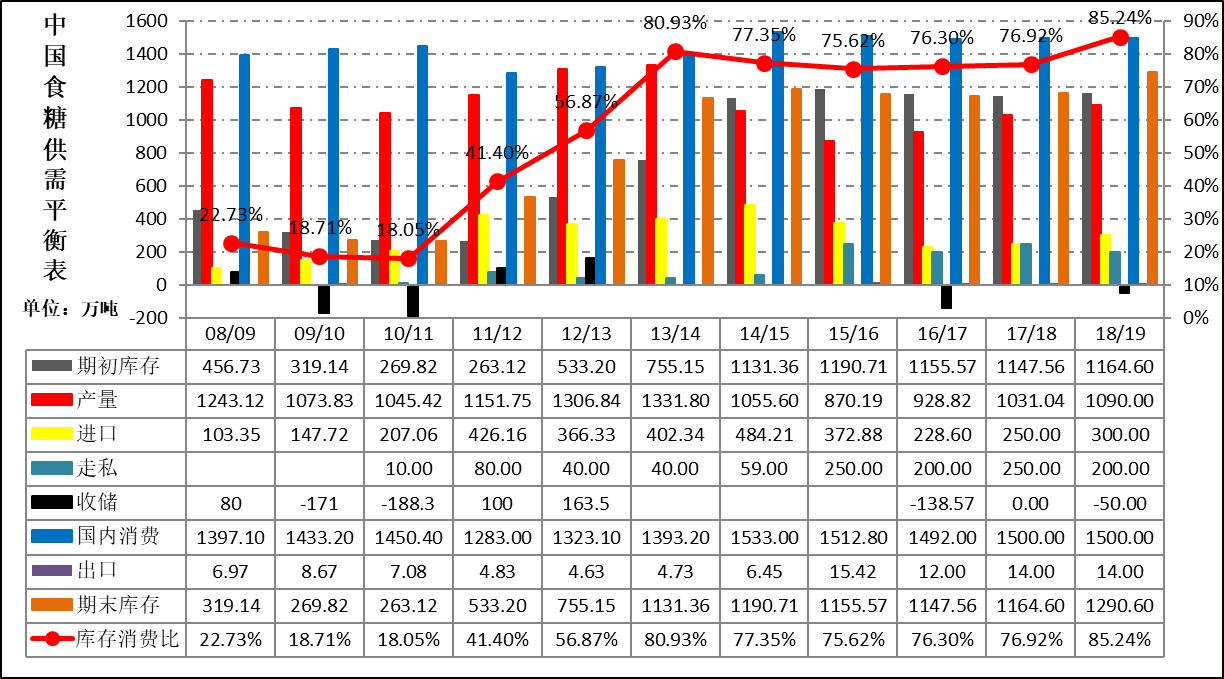 中国食糖供需平衡表
单位：万吨
1600
1400
1200
1000
800
600
400
200
0
-200
90%
80%
70%
60%
50%
40%
30%
20%
10%
0%
22.73%
18.71%
18.05%
41.40%
56.87%
80.93%
77.35%
75.62%
76.30%
76.92%
85.24%
08/09 09/10 10/11 11/12 12/13 13/14 14/15 15/16 16/17 17/18 18/19
期初库存 456.73 319.14 269.82 263.12 533.20 755.15 1131.36 1190.71 1155.57 1147.56 1164.60
产量 1243.12 1073.83 1045.42 1151.75 1306.84 1331.80 1055.60 870.19 928.82 1031.04 1090.00
进口 103.35 147.72 207.06 426.16 366.33 402.34 484.21 372.88 228.60 250.00 300.00
走私 10.00 80.00 40.00 40.00 59.00 250.00 200.00 250.00 200.00
收储 80 -171 -188.3 100 163.5 -138.57 0.00 -50.00
国内消费 1397.10 1433.20 1450.40 1283.00 1323.10 1393.20 1533.00 1512.80 1492.00 1500.00 1500.00
出口 6.97 8.67 7.08 4.83 4.63 4.73 6.45 15.42 12.00 14.00 14.00
期末库存 319.14 269.82 263.12 533.20 755.15 1131.36 1190.71 1155.57 1147.56 1164.60 1290.60
库存消费比 22.73% 18.71% 18.05% 41.40% 56.87% 80.93% 77.35% 75.62% 76.30% 76.92% 85.24%